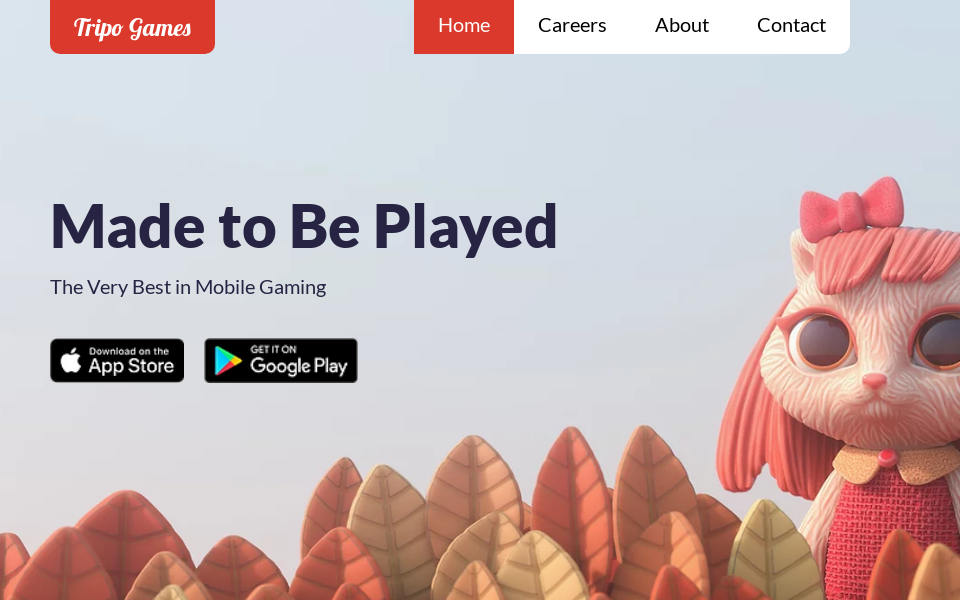 Tripo Games
Home Careers About Contact
Made to Be Played
The Very Best in Mobile Gaming
Download on the
App Store
GET IT ON
Google Play